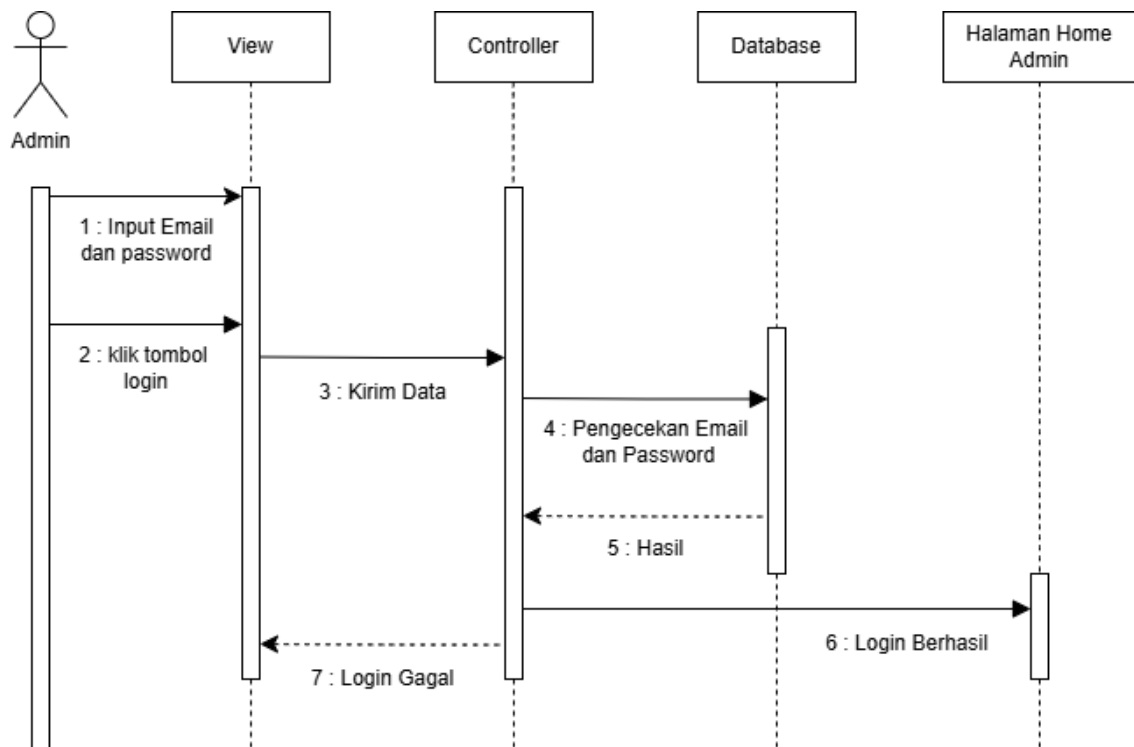 View
Controller
Database
Halaman Home
Admin
Admin
1 : Input Email
dan password
2 : klik tombol
login
3 : Kirim Data
4 : Pengecekan Email
dan Password
5 : Hasil
6 : Login Berhasil
7 : Login Gagal